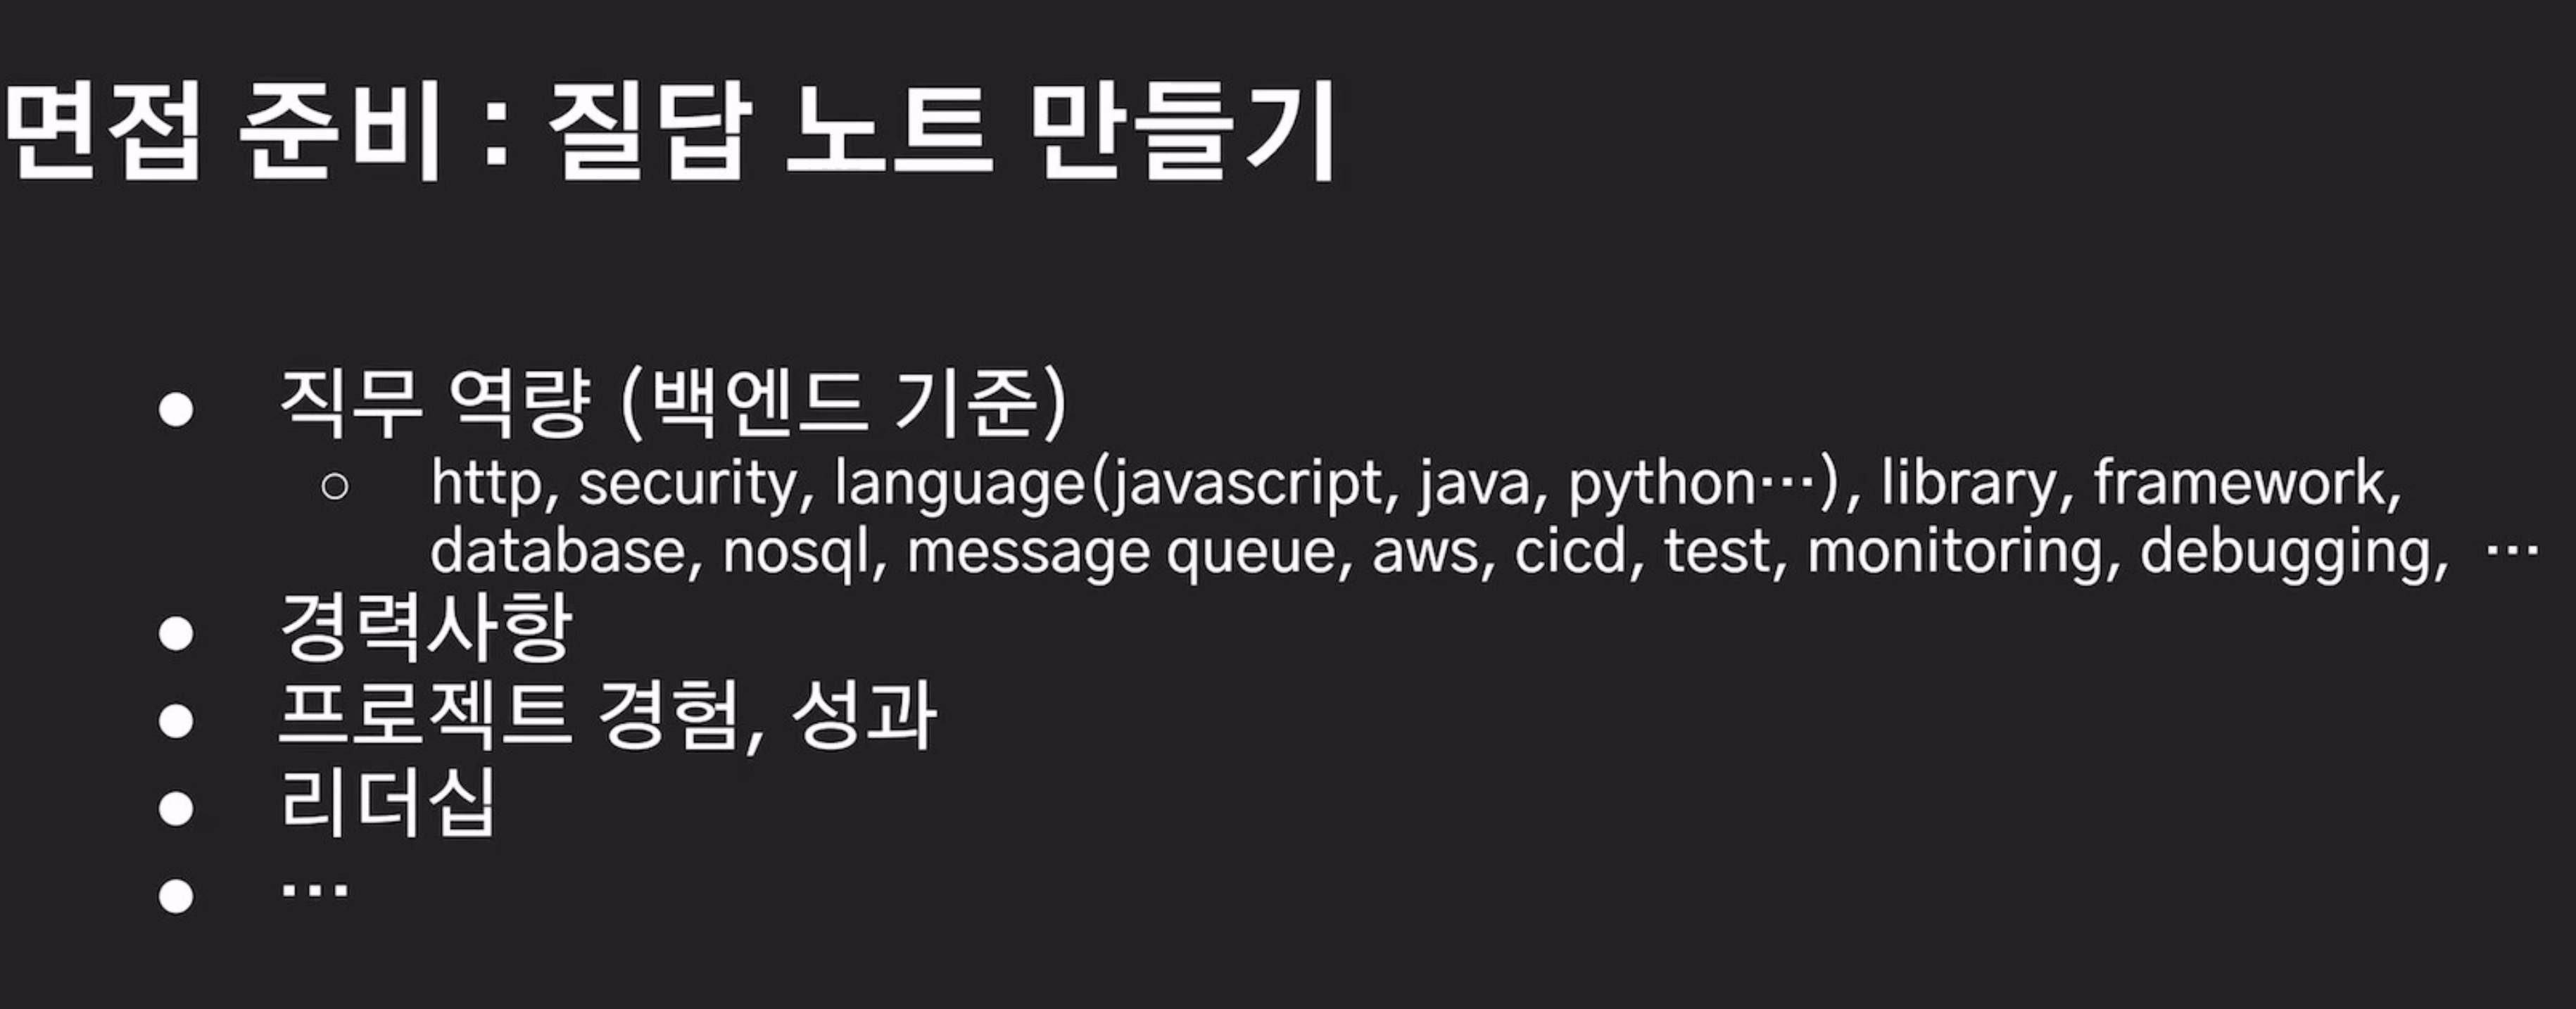 면접 준비 : 질답 노트 만들기
● 직무 역량 (백엔드 기준)
○ http, security, language(javascript, java, python…), library, framework,
database, nosql, message queue, aws, cicd, test, monitoring, debugging, …
● 경력사항
● 프로젝트 경험, 성과
● 리더십
● …